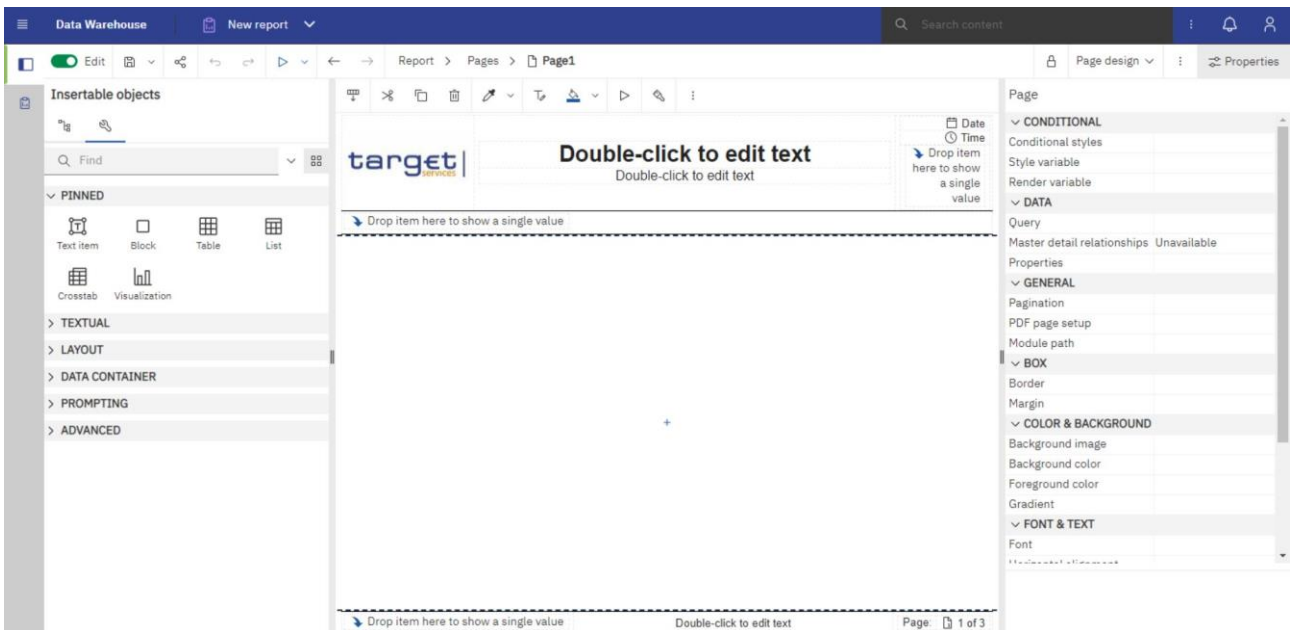 Data Warehouse
New report
Search content
Edit
Report > Pages > Page1
Page design
Properties
Insertable objects
Find
PINNED
Text item
Block
Table
List
Crosstab
Visualization
TEXTUAL
LAYOUT
DATA CONTAINER
PROMPTING
ADVANCED
target
services
Double-click to edit text
Double-click to edit text
Date
Time
Drop item
here to show
a single
value
Drop item here to show a single value
Drop item here to show a single value
Double-click to edit text
Page: 1 of 3
Page
CONDITIONAL
Conditional styles
Style variable
Render variable
DATA
Query
Master detail relationships Unavailable
Properties
GENERAL
Pagination
PDF page setup
Module path
BOX
Border
Margin
COLOR & BACKGROUND
Background image
Background color
Foreground color
Gradient
FONT & TEXT
Font